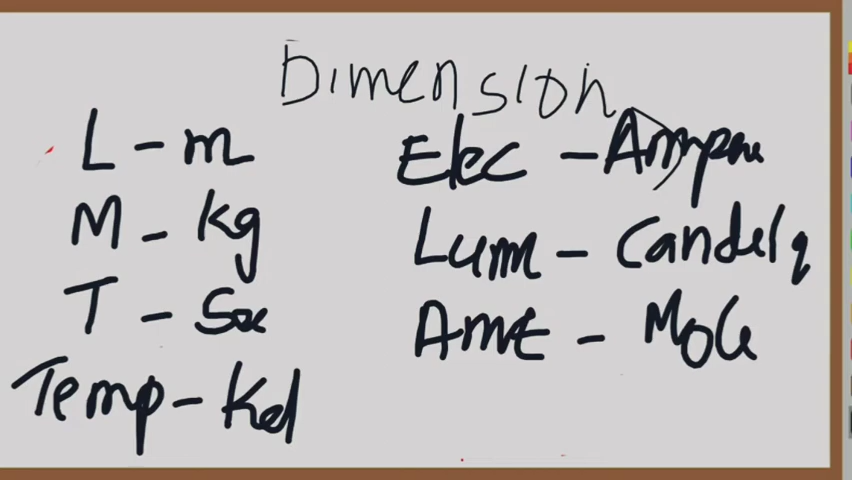 Dimension
L - m
M - kg
T - Sec
Temp - Kel
Elec - Ampere
Lum - Candela
Amt - Mole